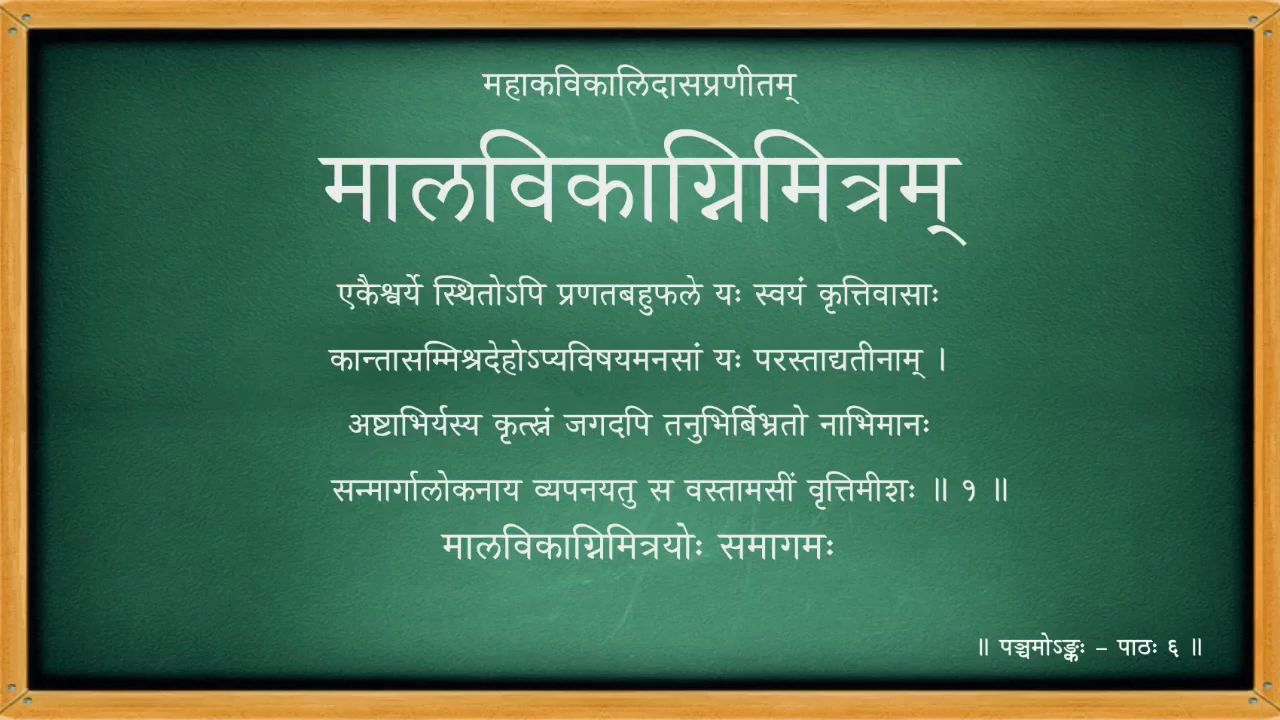 महाकविकालिदासप्रणीतम्
मालविकाग्निमित्रम्
एकैश्वर्ये स्थितोऽपि प्रणतबहुफले यः स्वयं कृत्तिवासाः
कान्तासम्मिश्रदेहोऽप्यविषयमनसां यः परस्ताद्यतीनाम् ।
अष्टाभिर्यस्य कृत्स्नं जगदपि तनुभिर्बिभ्रतो नाभिमानः
सन्मार्गालोकनाय व्यपनयतु स वस्तामसीं वृत्तिमीशः ॥ १ ॥
मालविकाग्निमित्रयोः समागमः
॥ पञ्चमोऽङ्कः – पाठः ६ ॥